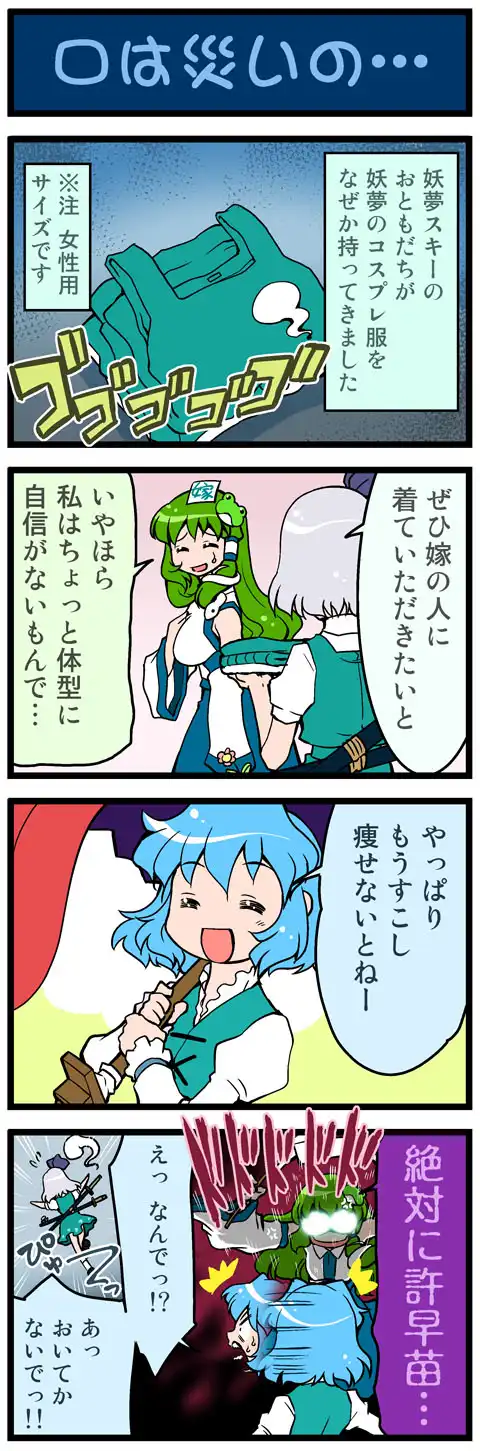 口は災いの…
妖夢スキーの
おともだちが
妖夢のコスプレ服を
なぜか持ってきました
※注 女性用
サイズです
ゴゴゴゴゴ
ぜひ嫁の人に
着ていただきたいと
嫁
いやほら
私はちょっと体型に
自信がないもんで…
やっぱり
もうすこし
痩せないとねー
絶対に許早苗…
ドドドドド
えっ なんでっ!?
ぴゅーっ
あっ
おいてか
ないでっ!!